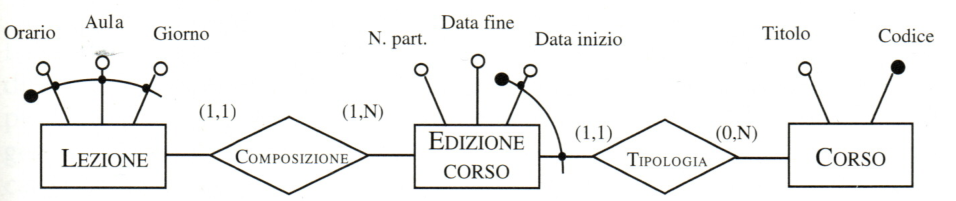 Orario
Aula
Giorno
N. part.
Data fine
Data inizio
Titolo
Codice
(1,1)
(1,N)
(1,1)
(0,N)
LEZIONE
COMPOSIZIONE
EDIZIONE
CORSO
TIPOLOGIA
CORSO